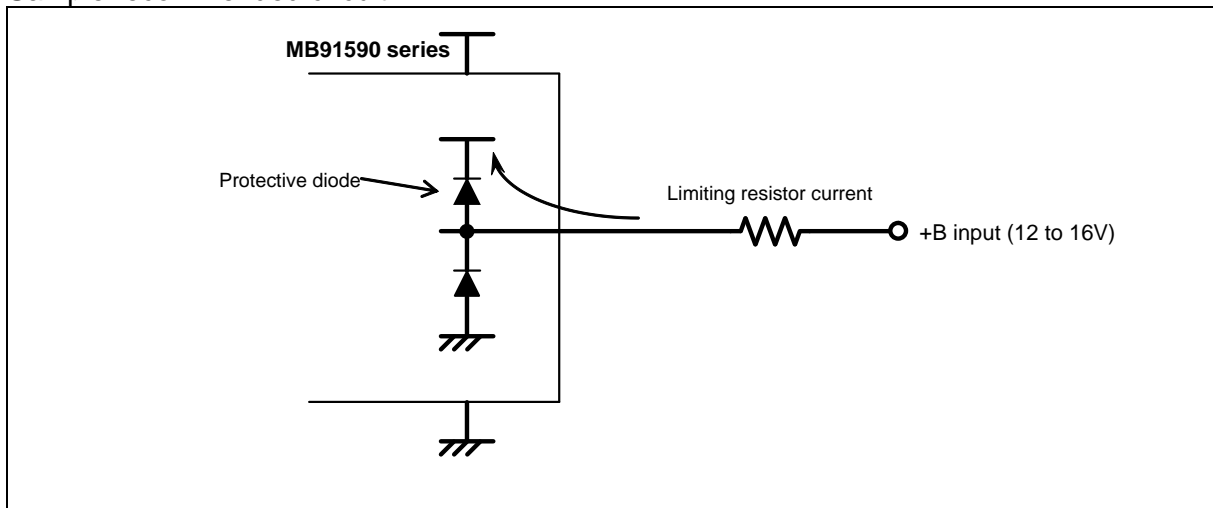 MB91590 series
Protective diode
Limiting resistor current
+B input (12 to 16V)